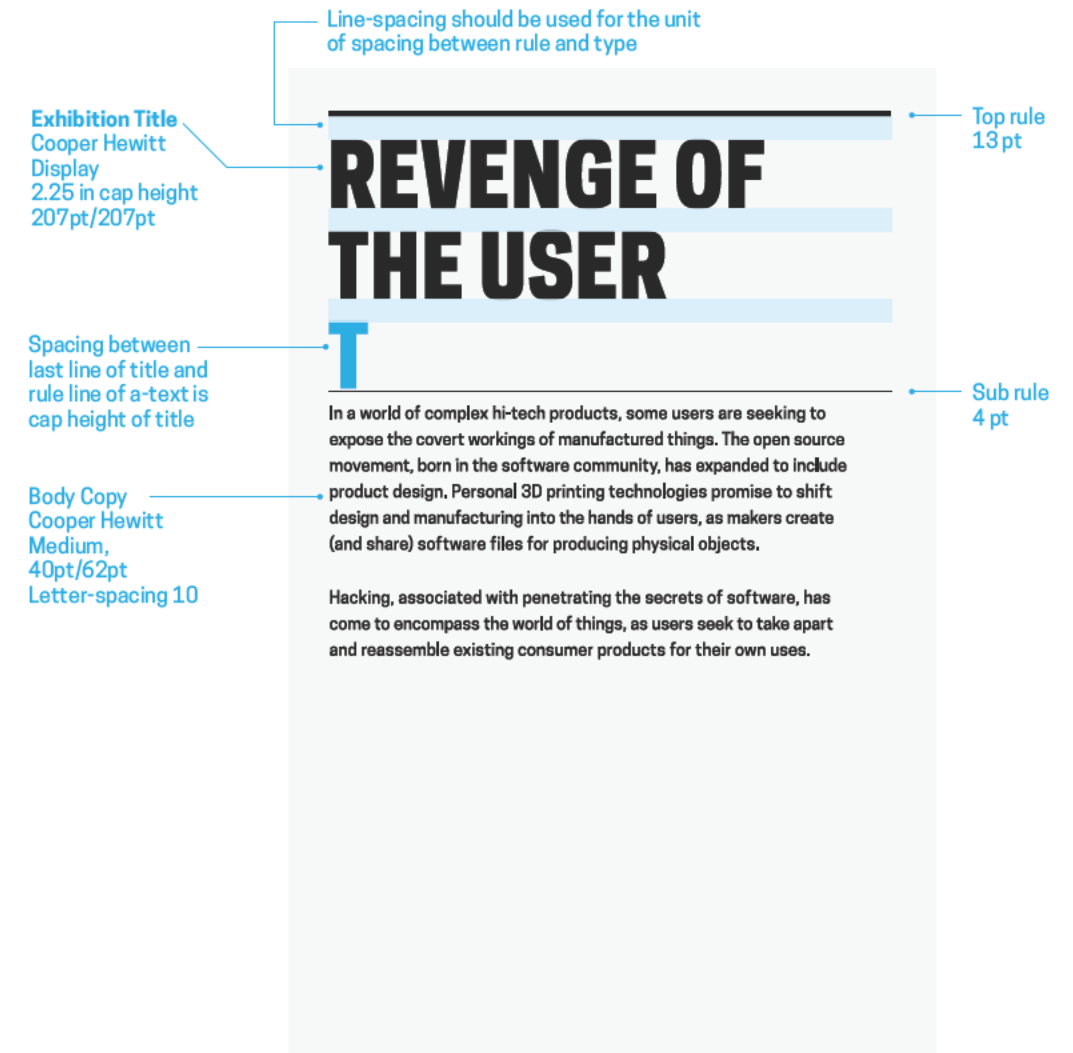 Line-spacing should be used for the unit
of spacing between rule and type
Exhibition Title
Cooper Hewitt
Display
2.25 in cap height
207pt/207pt
Top rule
13 pt
REVENGE OF
THE USER
T
Spacing between
last line of title and
rule line of a-text is
cap height of title
Sub rule
4 pt
In a world of complex hi-tech products, some users are seeking to
expose the covert workings of manufactured things. The open source
movement, born in the software community, has expanded to include
product design. Personal 3D printing technologies promise to shift
design and manufacturing into the hands of users, as makers create
(and share) software files for producing physical objects.
Hacking, associated with penetrating the secrets of software, has
come to encompass the world of things, as users seek to take apart
and reassemble existing consumer products for their own uses.
Body Copy
Cooper Hewitt
Medium,
40pt/62pt
Letter-spacing 10